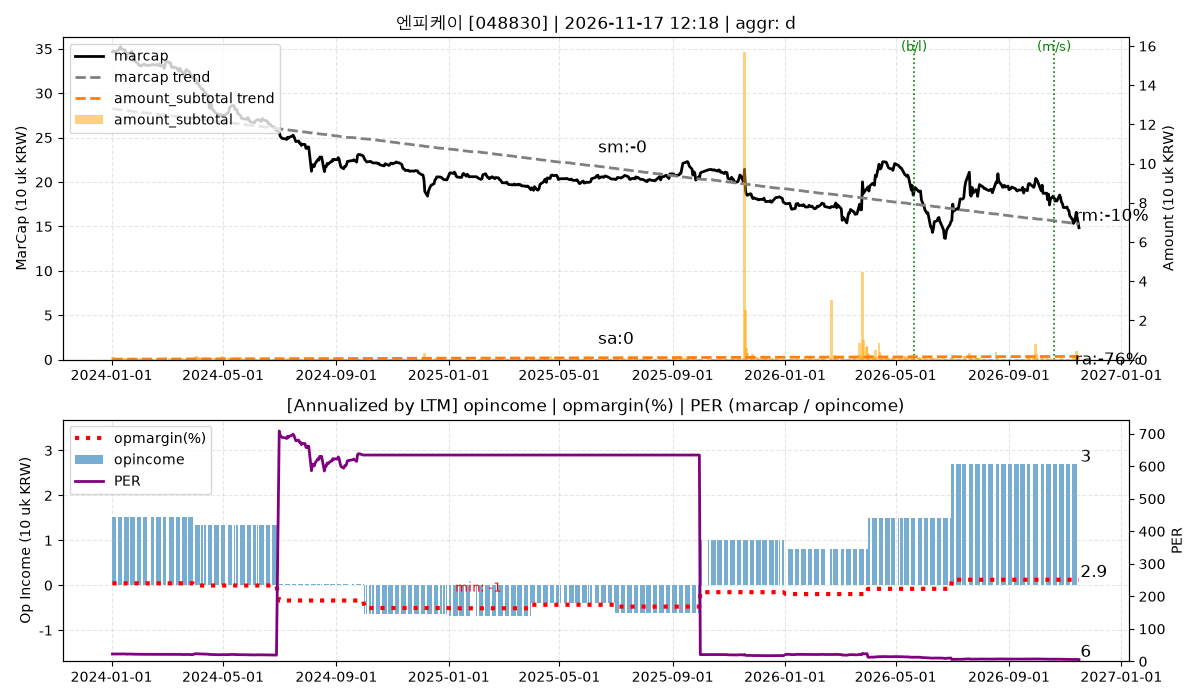 엔피케이 [048830] | 2026-11-17 12:18 | aggr: d
MarCap (10 uk KRW)
Amount (10 uk KRW)
35
30
25
20
15
10
5
0
16
14
12
10
8
6
4
2
0
marcap
marcap trend
amount_subtotal trend
amount_subtotal
(b/l)
(m/s)
sm:-0
rm:-10%
sa:0
ra:-76%
2024-01-01
2024-05-01
2024-09-01
2025-01-01
2025-05-01
2025-09-01
2026-01-01
2026-05-01
2026-09-01
2027-01-01
[Annualized by LTM] opincome | opmargin(%) | PER (marcap / opincome)
Op Income (10 uk KRW)
PER
3
2
1
0
-1
700
600
500
400
300
200
100
0
opmargin(%)
opincome
PER
min: -1
3
2.9
6
2024-01-01
2024-05-01
2024-09-01
2025-01-01
2025-05-01
2025-09-01
2026-01-01
2026-05-01
2026-09-01
2027-01-01